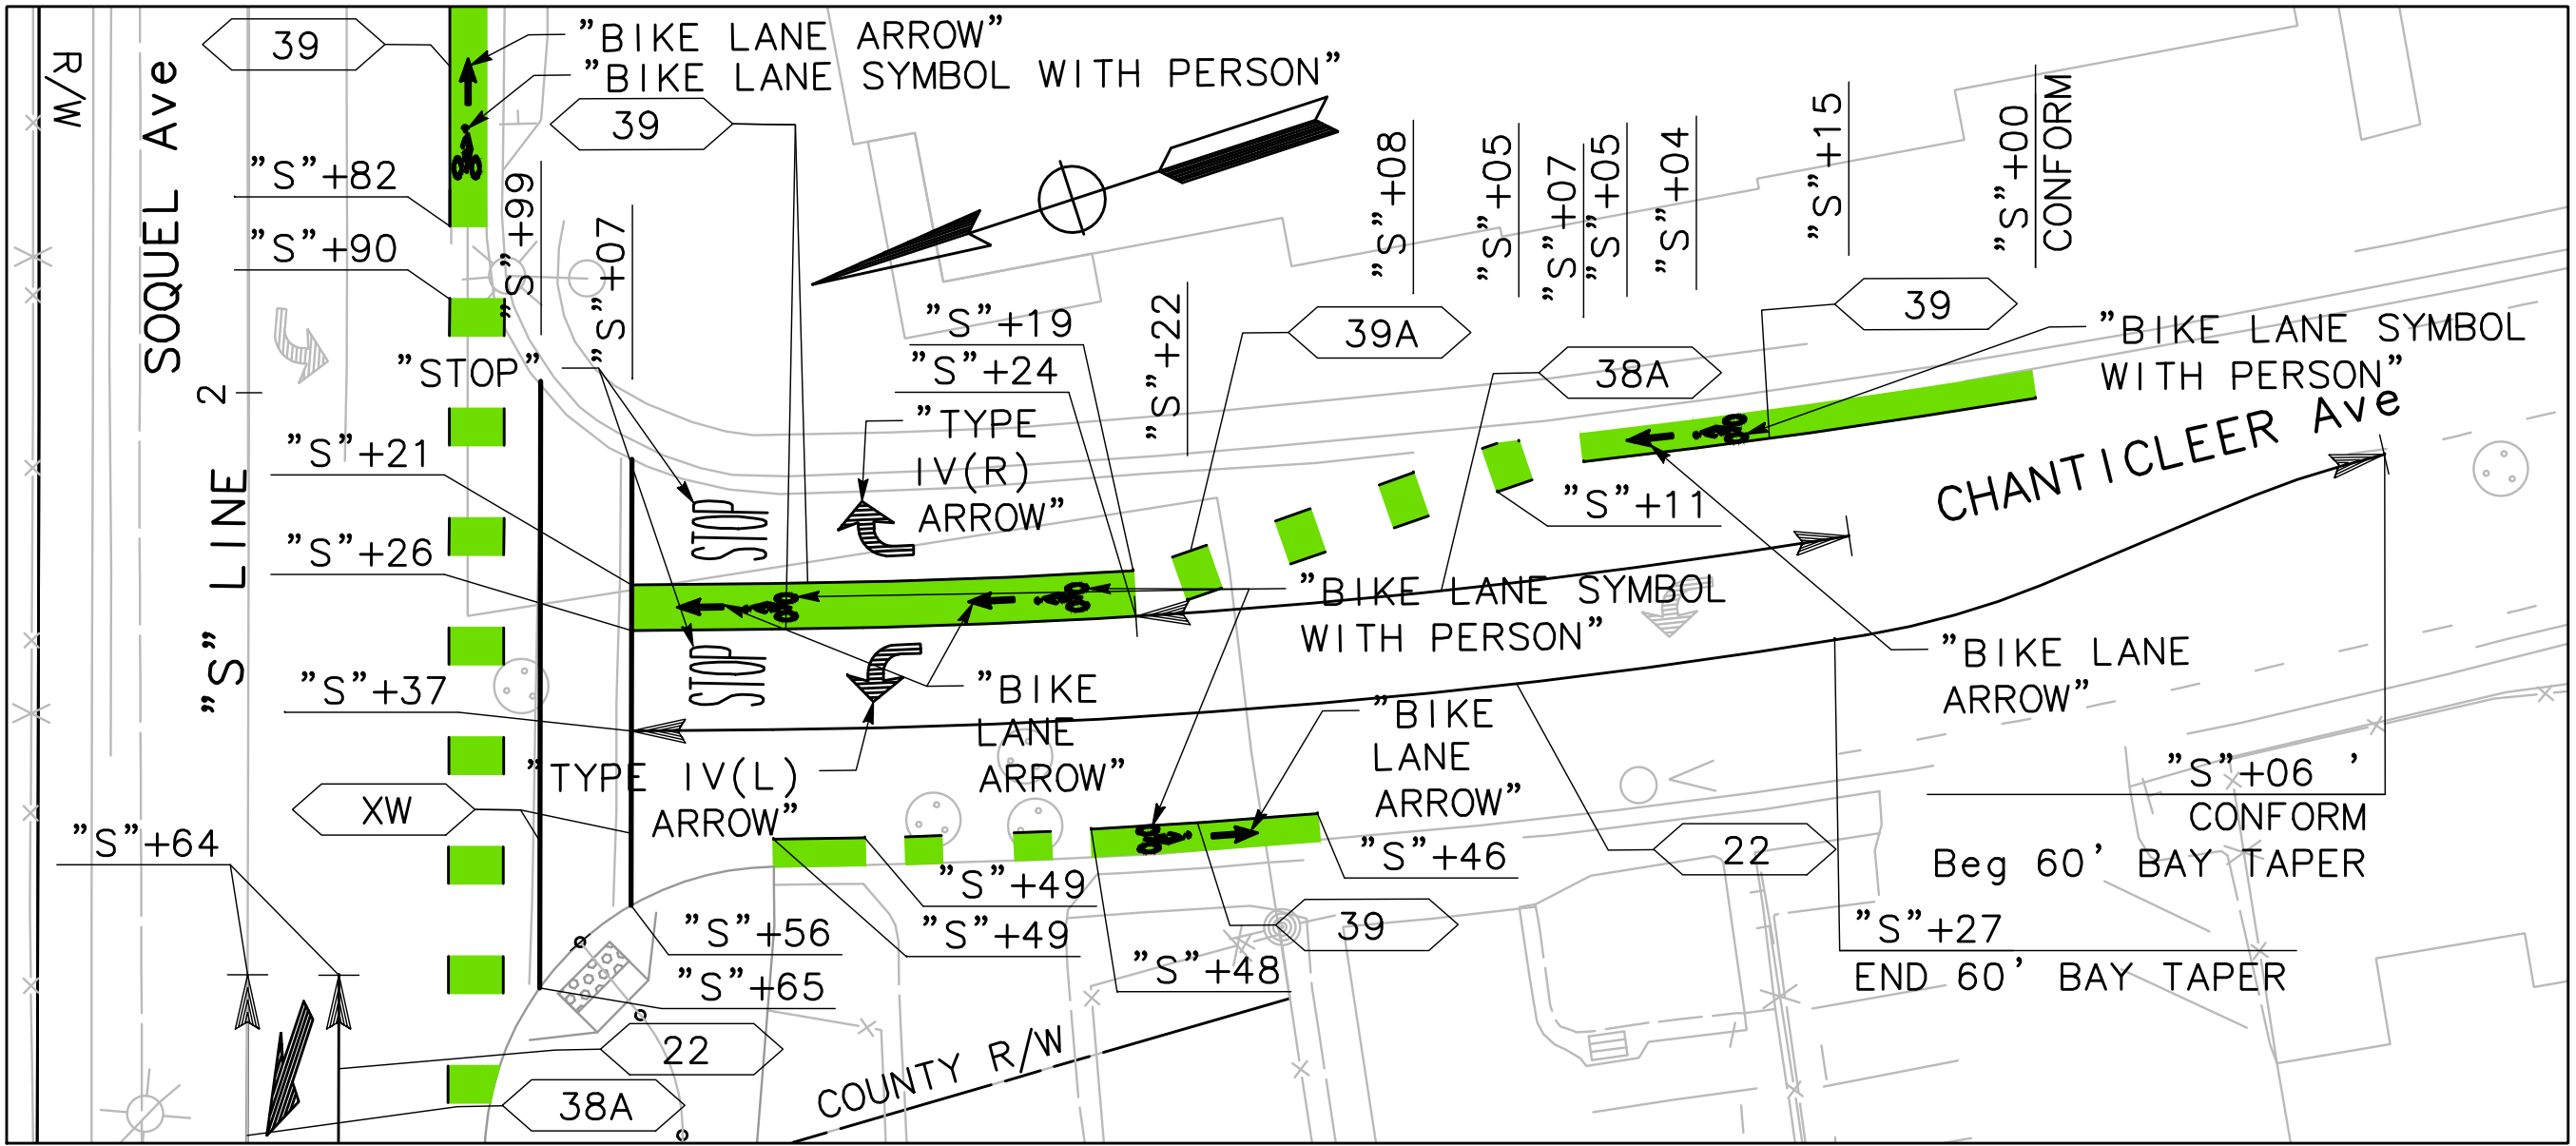 39
R/W
SOQUEL Ave
"BIKE LANE ARROW"
"BIKE LANE SYMBOL WITH PERSON"
39
"S"+82
"S"+90
"S"+99
"S"+07
"STOP"
2
"S" LINE
"S"+21
"S"+26
"S"+37
XW
"S"+64
22
38A
"S"+19
"S"+24
"S"+22
39A
"S"+08
"S"+05
"S"+07
"S"+05
"S"+04
"S"+15
"S"+00
CONFORM
39
38A
"BIKE LANE SYMBOL
WITH PERSON"
CHANTICLEER Ave
"S"+11
"TYPE
IV(R)
ARROW"
STOP
STOP
"BIKE LANE SYMBOL
WITH PERSON"
"BIKE LANE
ARROW"
"BIKE
LANE
ARROW"
"TYPE IV(L)
ARROW"
"BIKE
LANE
ARROW"
"S"+06 '
CONFORM
Beg 60' BAY TAPER
"S"+27
END 60' BAY TAPER
22
"S"+46
39
"S"+48
"S"+49
"S"+49
"S"+56
"S"+65
COUNTY R/W